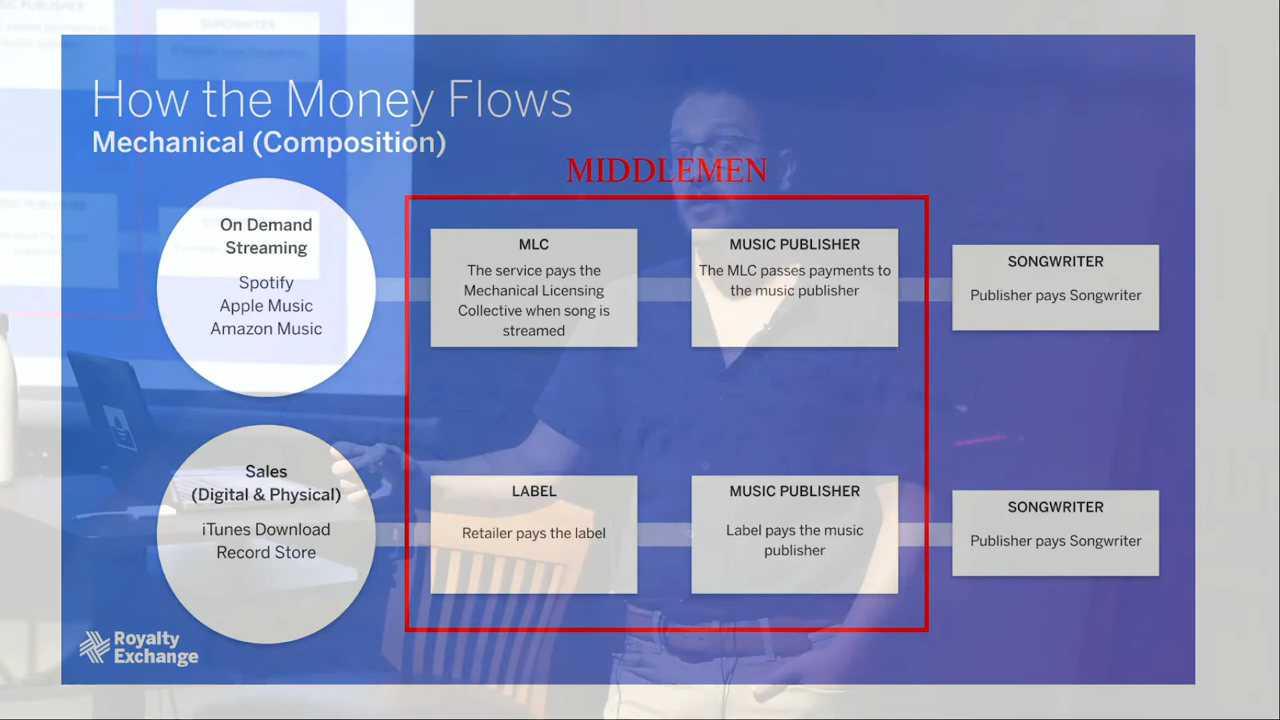 How the Money Flows
Mechanical (Composition)
MIDDLEMEN
On Demand
Streaming
Spotify
Apple Music
Amazon Music
MLC
The service pays the
Mechanical Licensing
Collective when song is
streamed
MUSIC PUBLISHER
The MLC passes payments to
the music publisher
SONGWRITER
Publisher pays Songwriter
Sales
(Digital & Physical)
iTunes Download
Record Store
LABEL
Retailer pays the label
MUSIC PUBLISHER
Label pays the music
publisher
SONGWRITER
Publisher pays Songwriter
Royalty
Exchange
SONGWRITER